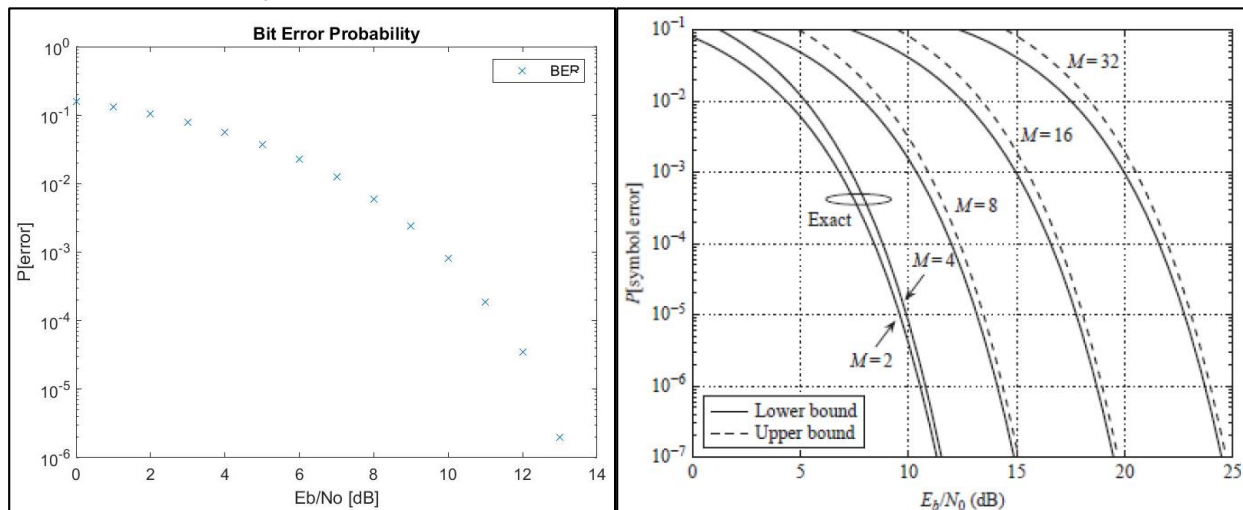 Bit Error Probability
10^0
10^-1
10^-2
10^-3
10^-4
10^-5
10^-6
P[error]
× BER
0 2 4 6 8 10 12 14
Eb/No [dB]
10^-1
10^-2
10^-3
10^-4
10^-5
10^-6
10^-7
P[symbol error]
M = 32
M = 16
M = 8
Exact
M = 4
M = 2
Lower bound
Upper bound
0 5 10 15 20 25
E_b/N_0 (dB)